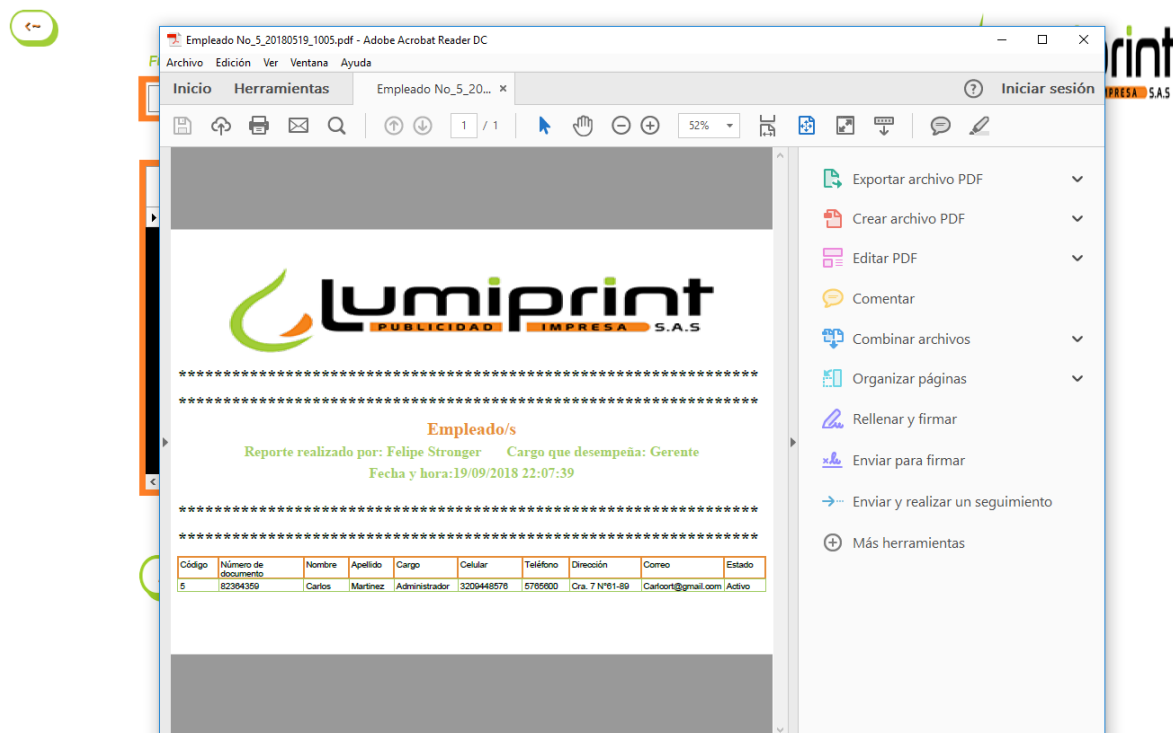 <~
Empleado No_5_20180519_1005.pdf - Adobe Acrobat Reader DC
Archivo Edición Ver Ventana Ayuda
Inicio Herramientas Empleado No_5_20... × ? Iniciar sesión
1 / 1 52%
rint
IMPRESA S.A.S
Exportar archivo PDF
Crear archivo PDF
Editar PDF
Comentar
Combinar archivos
Organizar páginas
Rellenar y firmar
Enviar para firmar
Enviar y realizar un seguimiento
Más herramientas
Lumiprint
PUBLICIDAD IMPRESA S.A.S
Empleado/s
Reporte realizado por: Felipe Stronger Cargo que desempeña: Gerente
Fecha y hora:19/09/2018 22:07:39
Código Número de documento Nombre Apellido Cargo Celular Teléfono Dirección Correo Estado
5 82364359 Carlos Martinez Administrador 3209448576 5765600 Cra. 7 N°61-89 Carlcort@gmail.com Activo